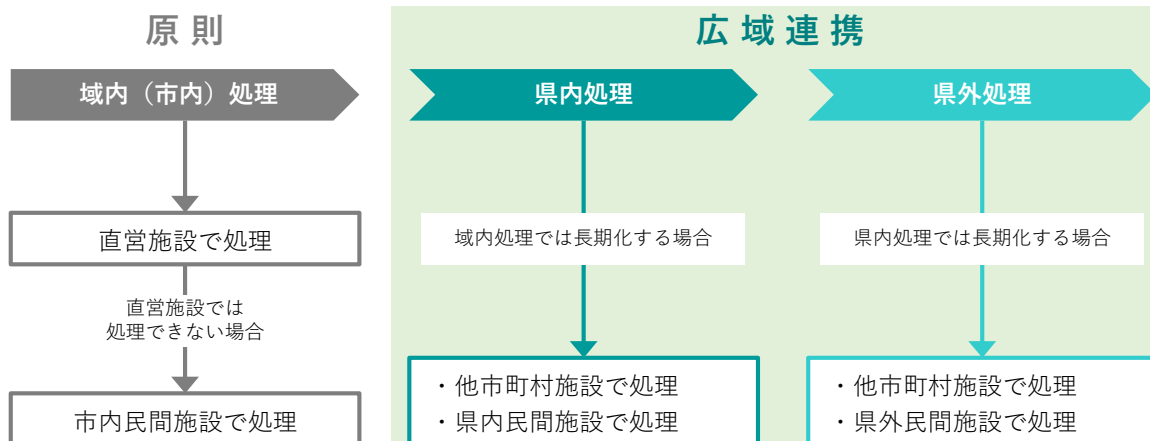 原則
広域連携
域内（市内）処理
県内処理
県外処理
直営施設で処理
域内処理では長期化する場合
県内処理では長期化する場合
直営施設では
処理できない場合
・他市町村施設で処理
・県内民間施設で処理
・他市町村施設で処理
・県外民間施設で処理
市内民間施設で処理